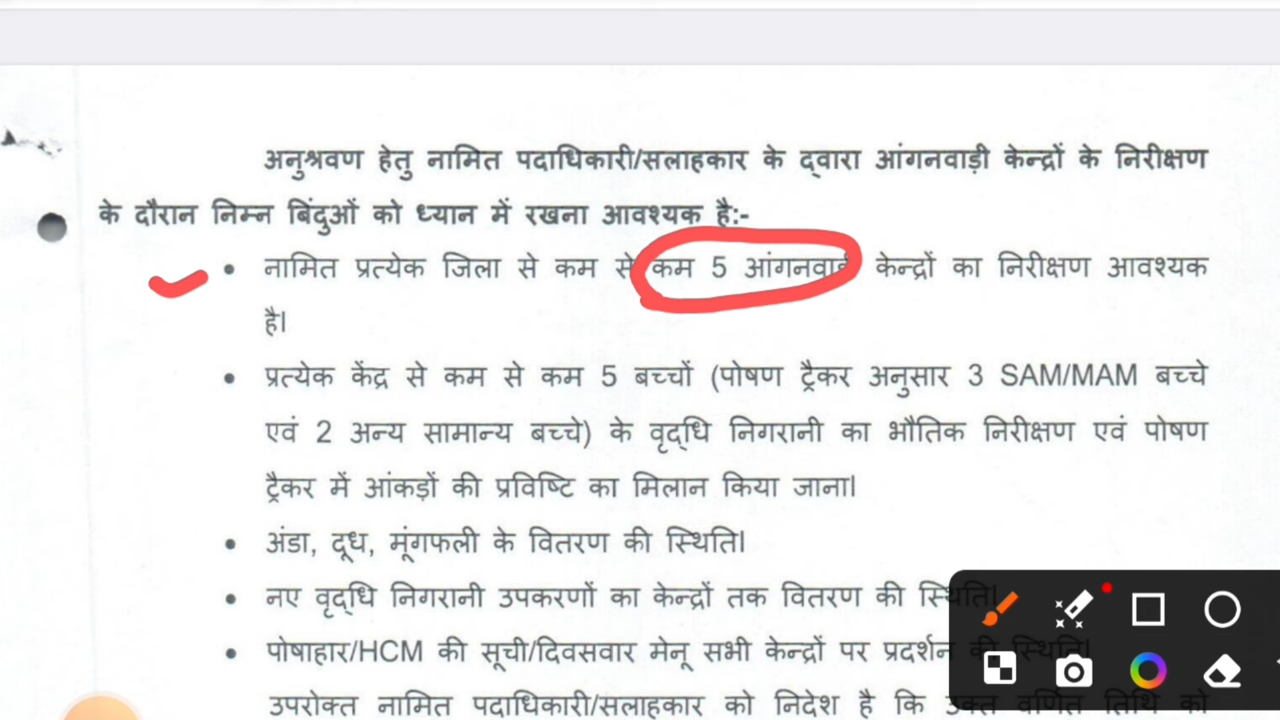 अनुश्रवण हेतु नामित पदाधिकारी/सलाहकार के द्वारा आंगनवाड़ी केन्द्रों के निरीक्षण
के दौरान निम्न बिंदुओं को ध्यान में रखना आवश्यक है:-
• नामित प्रत्येक जिला से कम से कम 5 आंगनवाड़ी केन्द्रों का निरीक्षण आवश्यक
है।
• प्रत्येक केंद्र से कम से कम 5 बच्चों (पोषण ट्रैकर अनुसार 3 SAM/MAM बच्चे
एवं 2 अन्य सामान्य बच्चे) के वृद्धि निगरानी का भौतिक निरीक्षण एवं पोषण
ट्रैकर में आंकड़ों की प्रविष्टि का मिलान किया जाना।
• अंडा, दूध, मूंगफली के वितरण की स्थिति।
• नए वृद्धि निगरानी उपकरणों का केन्द्रों तक वितरण की स्थिति।
• पोषाहार/HCM की सूची/दिवसवार मेनू सभी केन्द्रों पर प्रदर्शन की स्थिति।
उपरोक्त नामित पदाधिकारी/सलाहकार को निदेश है कि उक्त वर्णित तिथि को